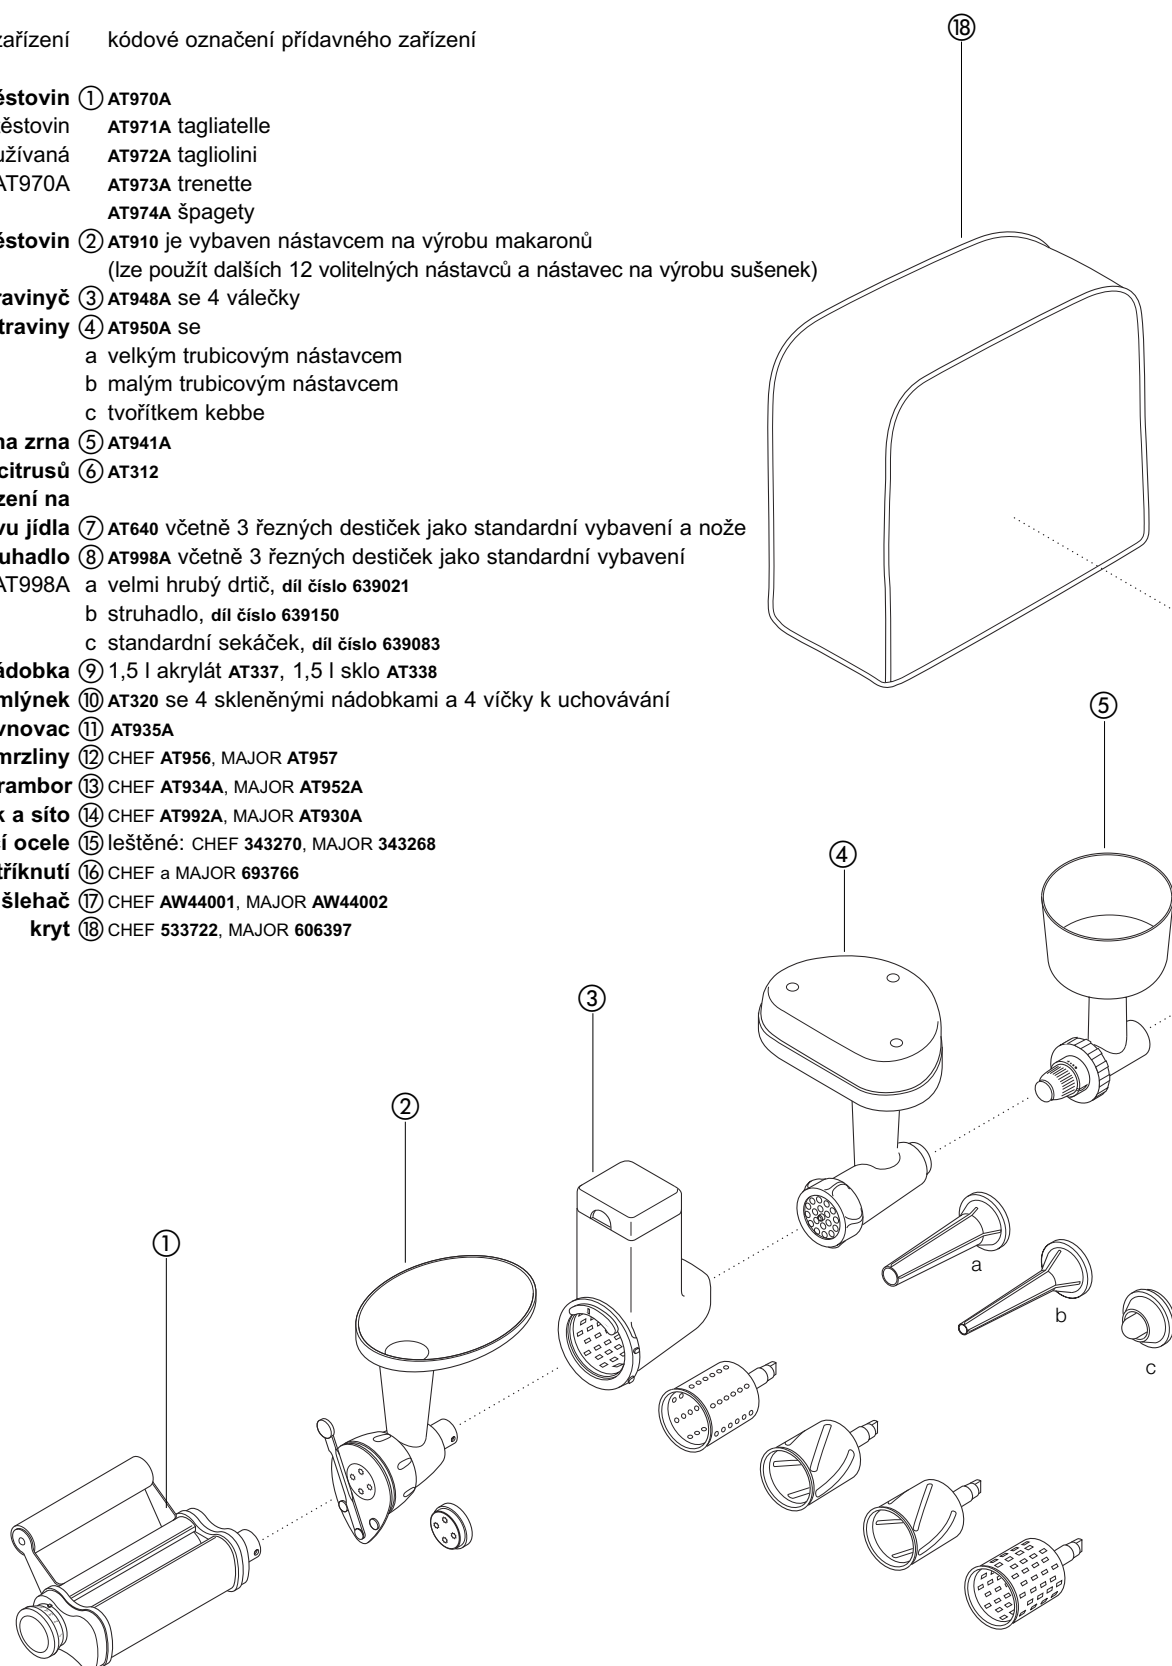 zařízení kódové označení přídavného zařízení
ěstovin ① AT970A
ěstovin AT971A tagliatelle
užívaná AT972A tagliolini
AT970A AT973A trenette
AT974A špagety
ěstovin ② AT910 je vybaven nástavcem na výrobu makaronů
(lze použít dalších 12 volitelných nástavců a nástavec na výrobu sušenek)
ravinyč ③ AT948A se 4 válečky
traviny ④ AT950A se
a velkým trubicovým nástavcem
b malým trubicovým nástavcem
c tvořítkem kebbe
na zrna ⑤ AT941A
citrusů ⑥ AT312
zení na
vu jídla ⑦ AT640 včetně 3 řezných destiček jako standardní vybavení a nože
uhadlo ⑧ AT998A včetně 3 řezných destiček jako standardní vybavení
AT998A a velmi hrubý drtič, díl číslo 639021
b struhadlo, díl číslo 639150
c standardní sekáček, díl číslo 639083
ádobka ⑨ 1,5 l akrylát AT337, 1,5 l sklo AT338
mlýnek ⑩ AT320 se 4 skleněnými nádobkami a 4 víčky k uchovávání
vnovac ⑪ AT935A
mrzliny ⑫ CHEF AT956, MAJOR AT957
rambor ⑬ CHEF AT934A, MAJOR AT952A
k a síto ⑭ CHEF AT992A, MAJOR AT930A
í ocele ⑮ leštěné: CHEF 343270, MAJOR 343268
tříknutí ⑯ CHEF a MAJOR 693766
šlehač ⑰ CHEF AW44001, MAJOR AW44002
kryt ⑱ CHEF 533722, MAJOR 606397
⑱
⑤
④
③
②
①
a
b
c